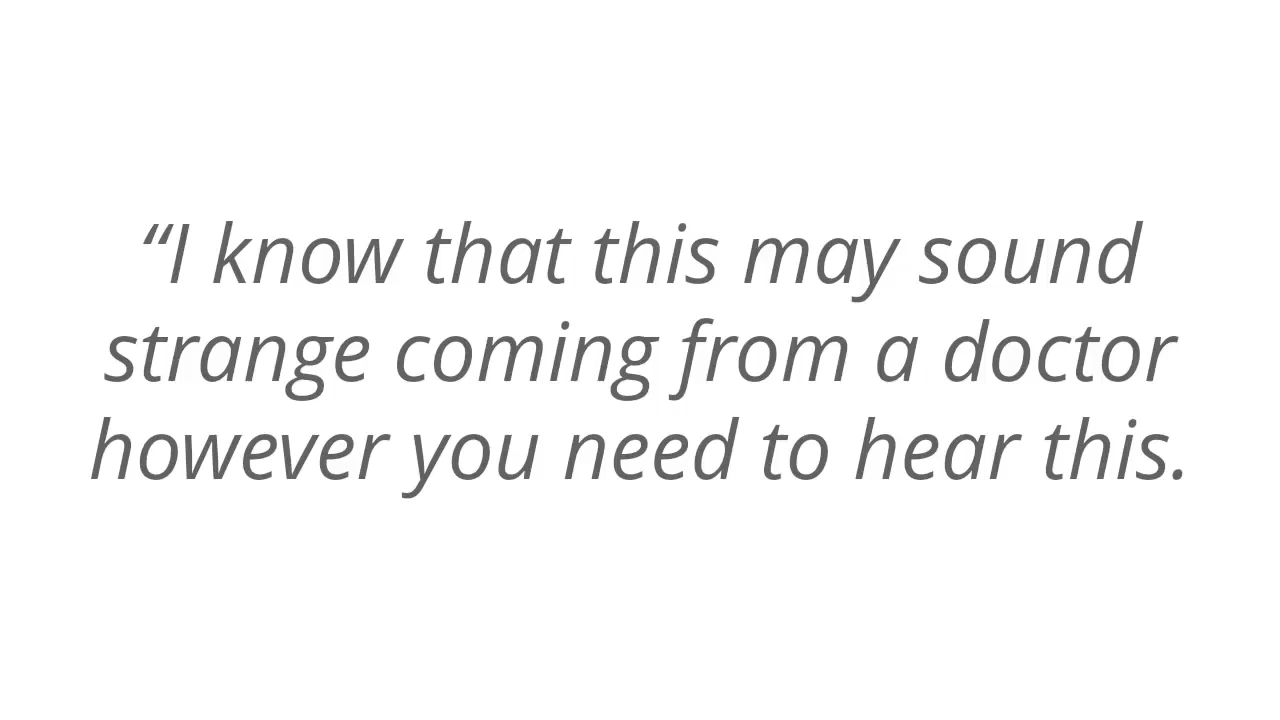 “I know that this may sound
strange coming from a doctor
however you need to hear this.